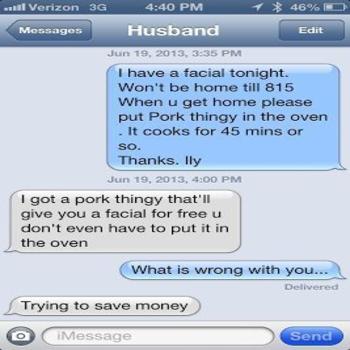 Verizon 3G 4:40 PM 46%
Messages Husband Edit
Jun 19, 2013, 3:35 PM
I have a facial tonight.
Won't be home till 815
When u get home please
put Pork thingy in the oven
. It cooks for 45 mins or
so.
Thanks. Ily
Jun 19, 2013, 4:00 PM
I got a pork thingy that'll
give you a facial for free u
don't even have to put it in
the oven
What is wrong with you...
Delivered
Trying to save money
iMessage Send